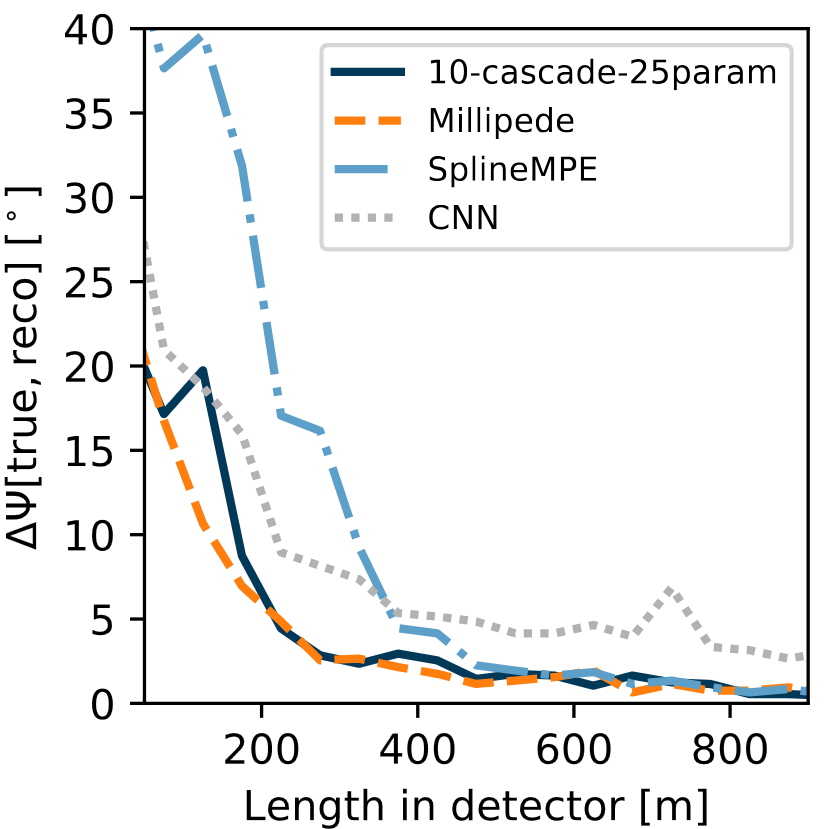 40
35
30
25
20
15
10
5
0
ΔΨ[true, reco] [°]
10-cascade-25param
Millipede
SplineMPE
CNN
200 400 600 800
Length in detector [m]